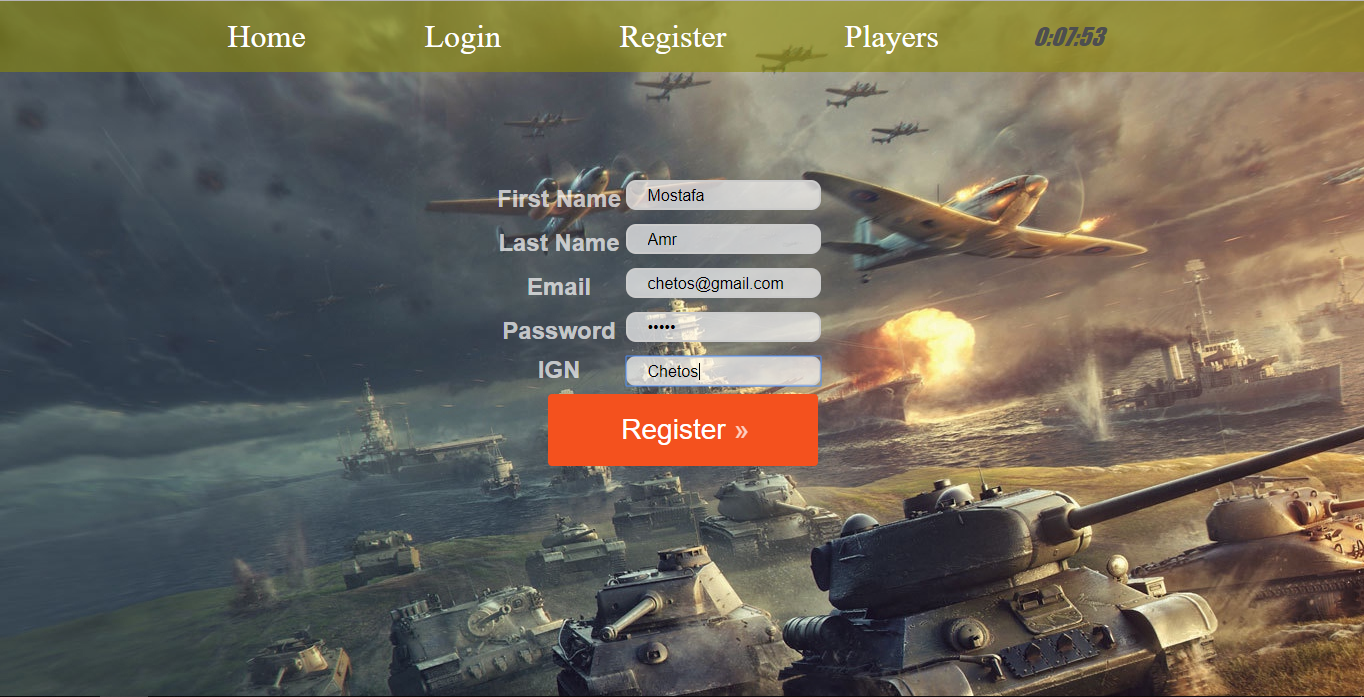 Home Login Register Players 0:07:53
First Name Mostafa
Last Name Amr
Email chetos@gmail.com
Password •••••
IGN Chetos
Register »